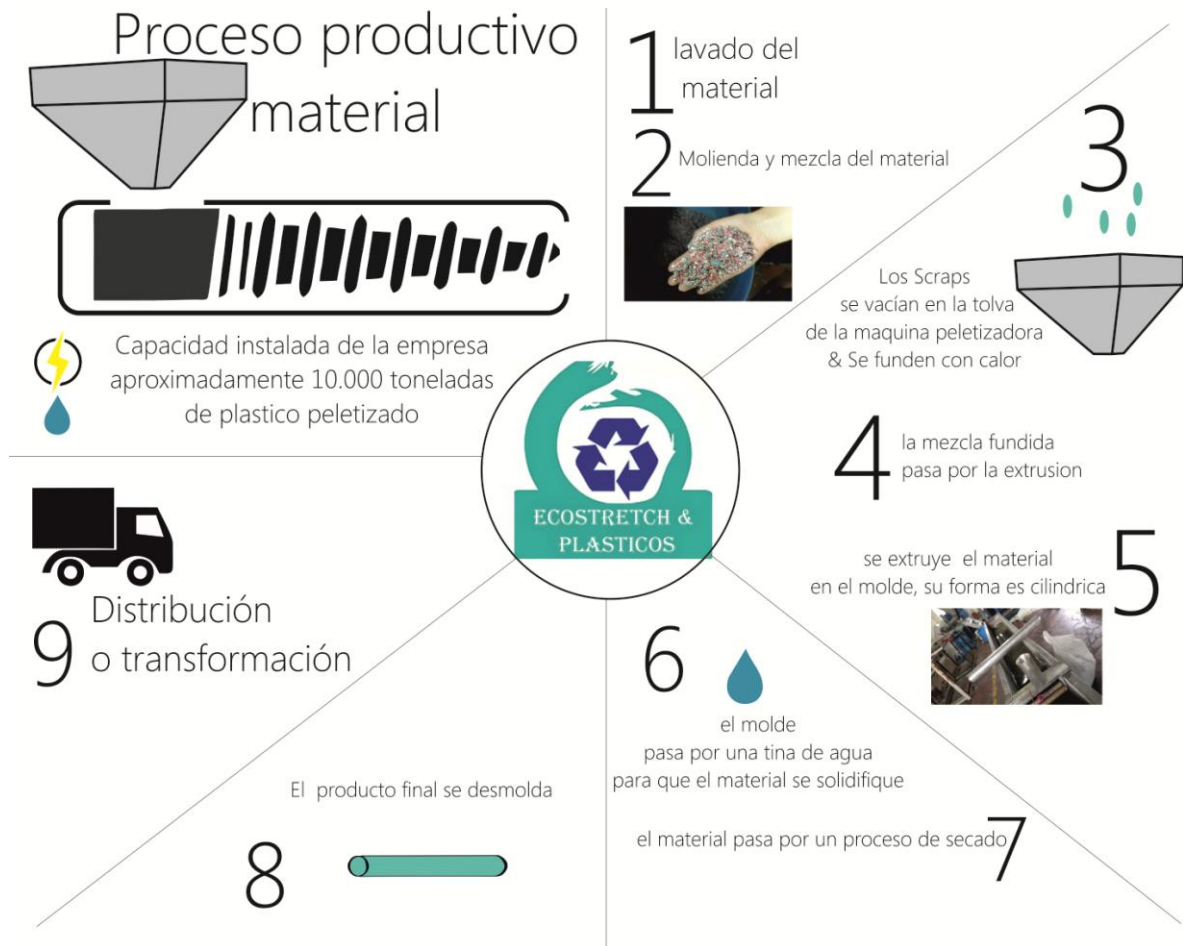 Proceso productivo
material
Capacidad instalada de la empresa
aproximadamente 10.000 toneladas
de plastico peletizado
1 lavado del
material
2 Molienda y mezcla del material
3
Los Scraps
se vacían en la tolva
de la maquina peletizadora
& Se funden con calor
4 la mezcla fundida
pasa por la extrusion
5
se extruye el material
en el molde, su forma es cilindrica
6
el molde
pasa por una tina de agua
para que el material se solidifique
el material pasa por un proceso de secado 7
El producto final se desmolda
8
9 Distribución
o transformación
ECOSTRETCH &
PLASTICOS